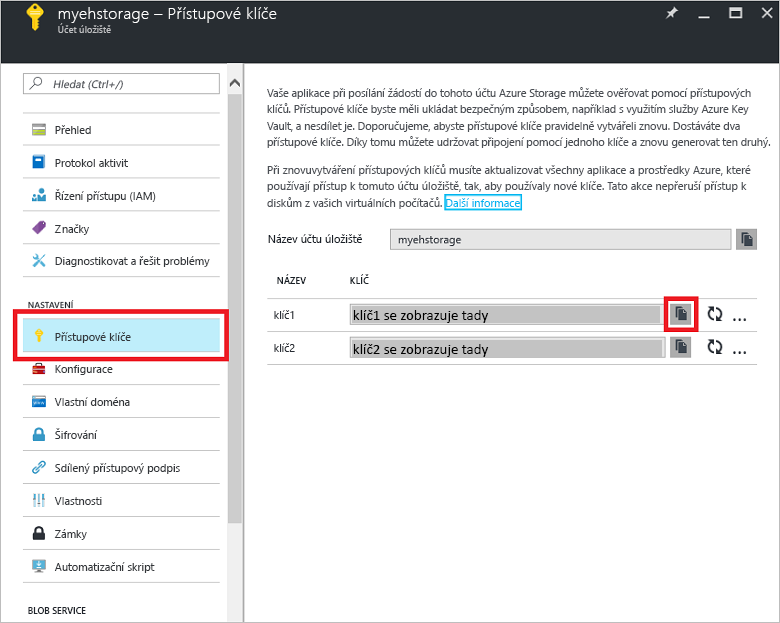 myehstorage – Přístupové klíče
Účet úložiště
Hledat (Ctrl+/)
Přehled
Protokol aktivit
Řízení přístupu (IAM)
Značky
Diagnostikovat a řešit problémy
NASTAVENÍ
Přístupové klíče
Konfigurace
Vlastní doména
Šifrování
Sdílený přístupový podpis
Vlastnosti
Zámky
Automatizační skript
BLOB SERVICE
Vaše aplikace při posílání žádostí do tohoto účtu Azure Storage můžete ověřovat pomocí přístupových
klíčů. Přístupové klíče byste měli ukládat bezpečným způsobem, například s využitím služby Azure Key
Vault, a nesdílet je. Doporučujeme, abyste přístupové klíče pravidelně vytvářeli znovu. Dostáváte dva
přístupové klíče. Díky tomu můžete udržovat připojení pomocí jednoho klíče a znovu generovat ten druhý.
Při znovuvytváření přístupových klíčů musíte aktualizovat všechny aplikace a prostředky Azure, které
používají přístup k tomuto účtu úložiště, tak, aby používaly nové klíče. Tato akce nepřeruší přístup k
diskům z vašich virtuálních počítačů. Další informace
Název účtu úložiště myehstorage
NÁZEV KLÍČ
klíč1 klíč1 se zobrazuje tady ...
klíč2 klíč2 se zobrazuje tady ...